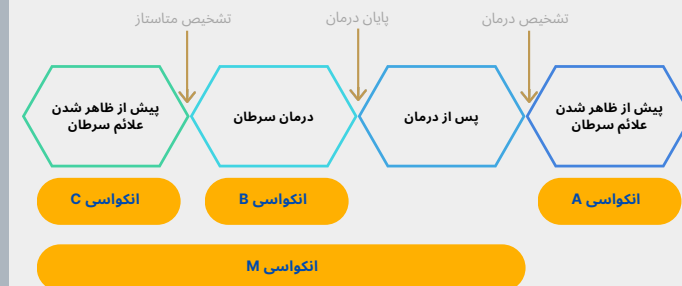 تشخیص درمان
پایان درمان
تشخیص متاستاز
پیش از ظاهر شدن
علائم سرطان
پس از درمان
درمان سرطان
پیش از ظاهر شدن
علائم سرطان
انکواسی A
انکواسی B
انکواسی C
انکواسی M